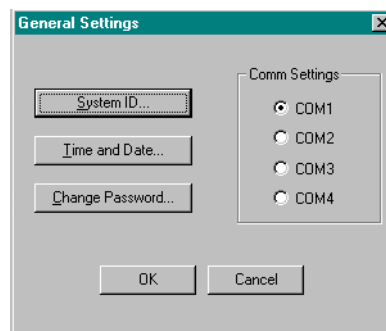 General Settings
System ID...
Time and Date...
Change Password...
Comm Settings
COM1
COM2
COM3
COM4
OK
Cancel